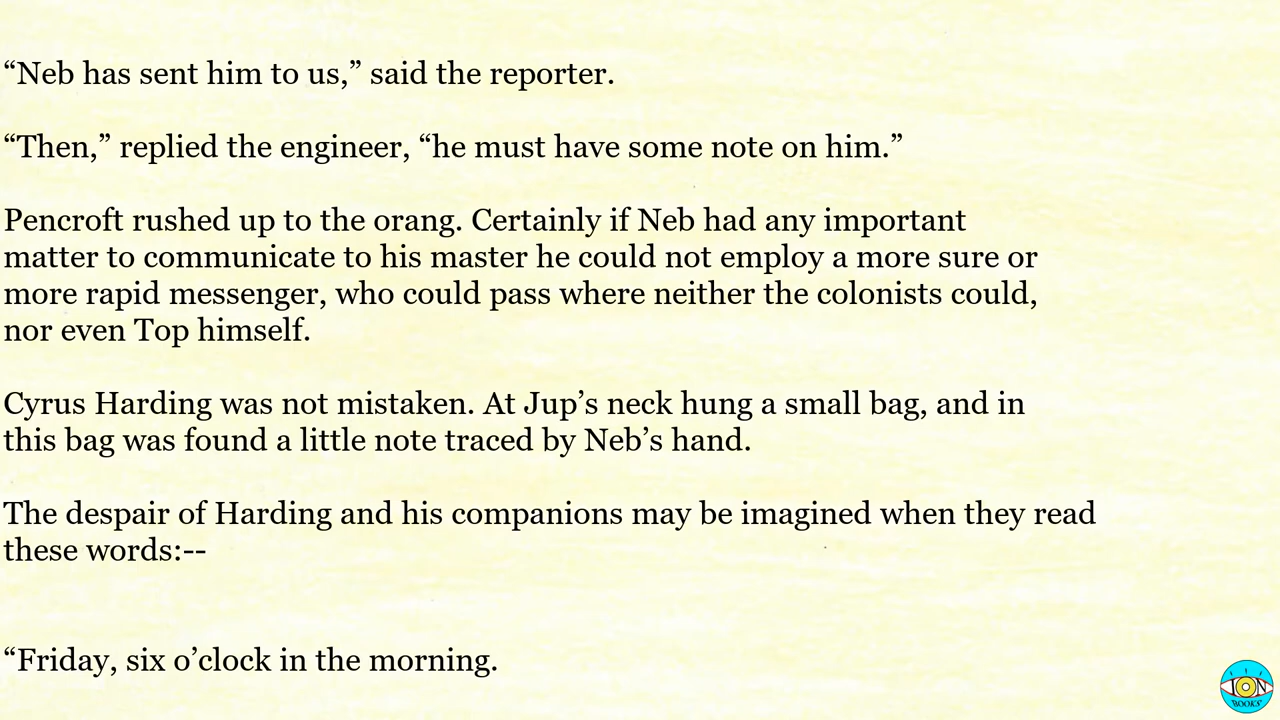 “Neb has sent him to us,” said the reporter.
“Then,” replied the engineer, “he must have some note on him.”
Pencroft rushed up to the orang. Certainly if Neb had any important
matter to communicate to his master he could not employ a more sure or
more rapid messenger, who could pass where neither the colonists could,
nor even Top himself.
Cyrus Harding was not mistaken. At Jup’s neck hung a small bag, and in
this bag was found a little note traced by Neb’s hand.
The despair of Harding and his companions may be imagined when they read
these words:--
“Friday, six o’clock in the morning.
ION
BOOKS